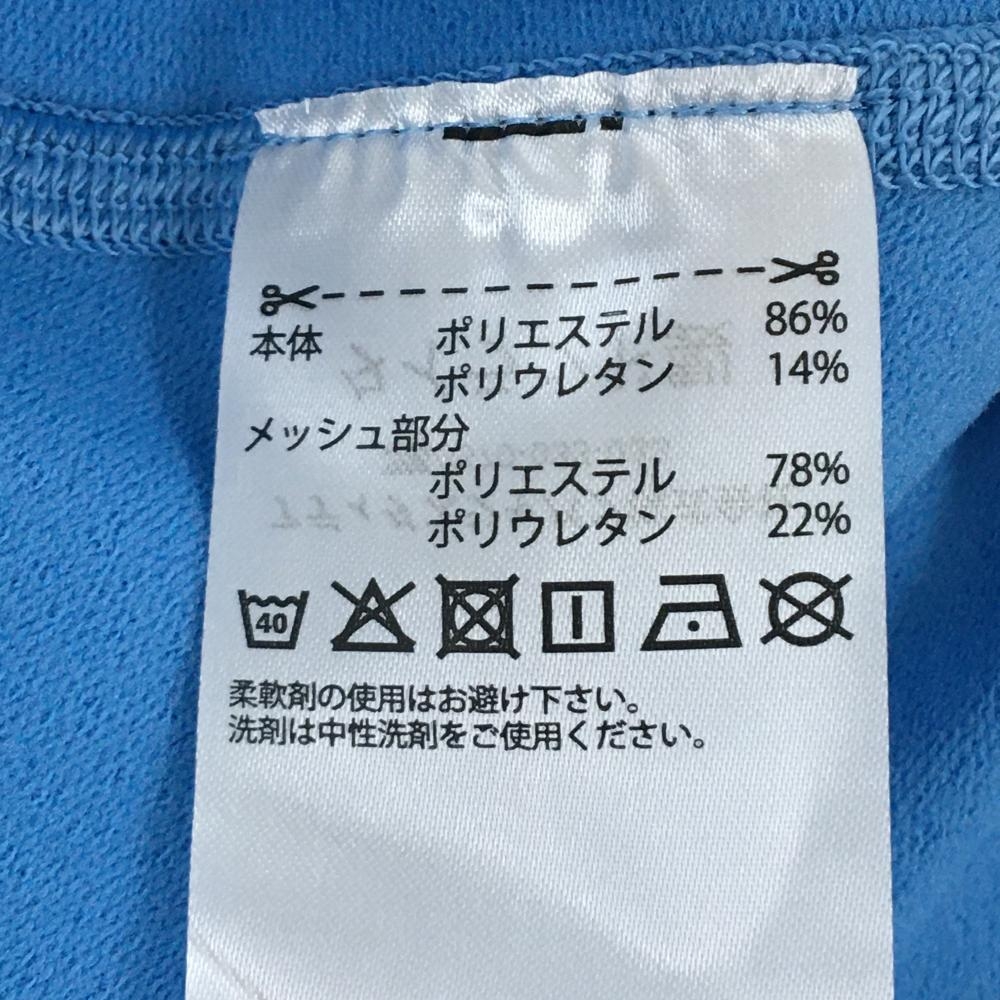 本体 ポリエステル 86%
ポリウレタン 14%
メッシュ部分
ポリエステル 78%
ポリウレタン 22%
40
柔軟剤の使用はお避け下さい。
洗剤は中性洗剤をご使用ください。